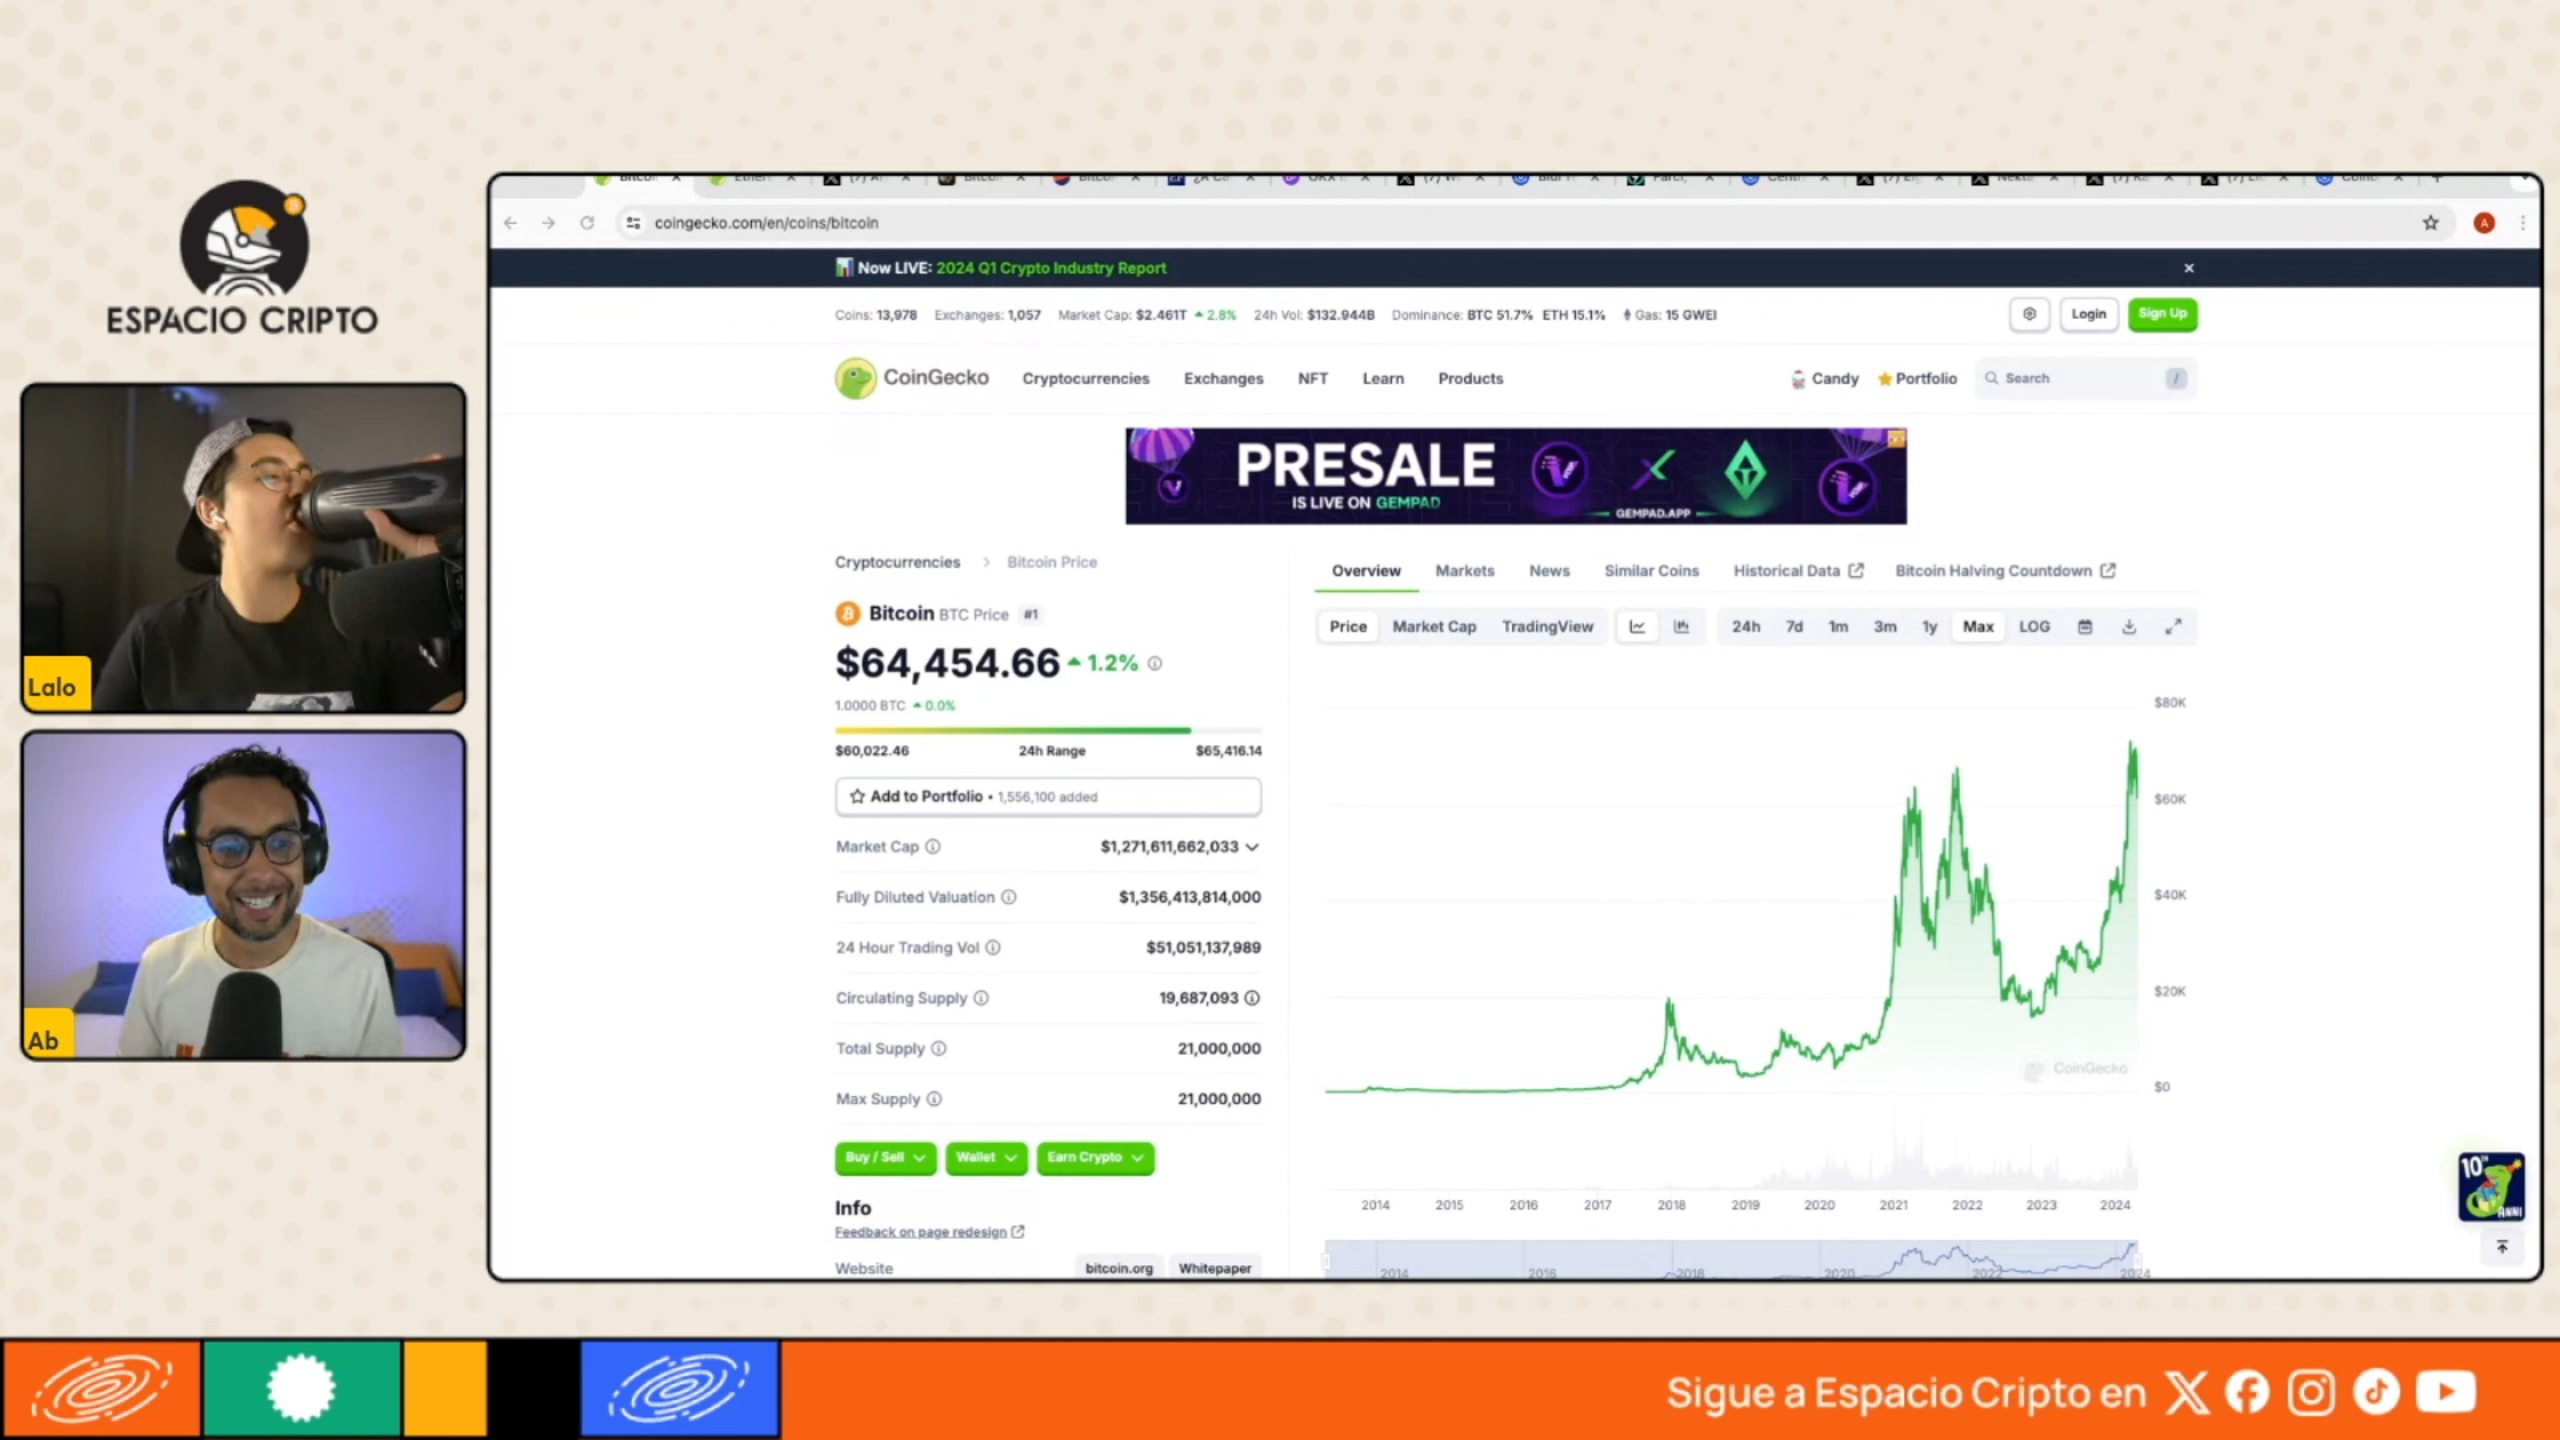 ESPACIO CRIPTO
Lalo
Ab
coingecko.com/en/coins/bitcoin
Now LIVE: 2024 Q1 Crypto Industry Report
Coins: 13,978 Exchanges: 1,057 Market Cap: $2.461T 2.8% 24h Vol: $132.944B Dominance: BTC 51.7% ETH 15.1% Gas: 15 GWEI
Login
Sign Up
CoinGecko
Cryptocurrencies Exchanges NFT Learn Products
Candy Portfolio Search /
PRESALE
IS LIVE ON GEMPAD
GEMPAD.APP
Cryptocurrencies > Bitcoin Price
Bitcoin BTC Price #1
$64,454.66 1.2%
1.0000 BTC 0.0%
$60,022.46 24h Range $65,416.14
Add to Portfolio • 1,556,100 added
Market Cap $1,271,611,662,033
Fully Diluted Valuation $1,356,413,814,000
24 Hour Trading Vol $51,051,137,989
Circulating Supply 19,687,093
Total Supply 21,000,000
Max Supply 21,000,000
Buy / Sell Wallet Earn Crypto
Info
Feedback on page redesign
Website bitcoin.org Whitepaper
Overview Markets News Similar Coins Historical Data Bitcoin Halving Countdown
Price Market Cap TradingView 24h 7d 1m 3m 1y Max LOG
$80K
$60K
$40K
$20K
$0
CoinGecko
2014 2015 2016 2017 2018 2019 2020 2021 2022 2023 2024
2014 2016 2018 2020 2022 2024
10
ANNI
Sigue a Espacio Cripto en